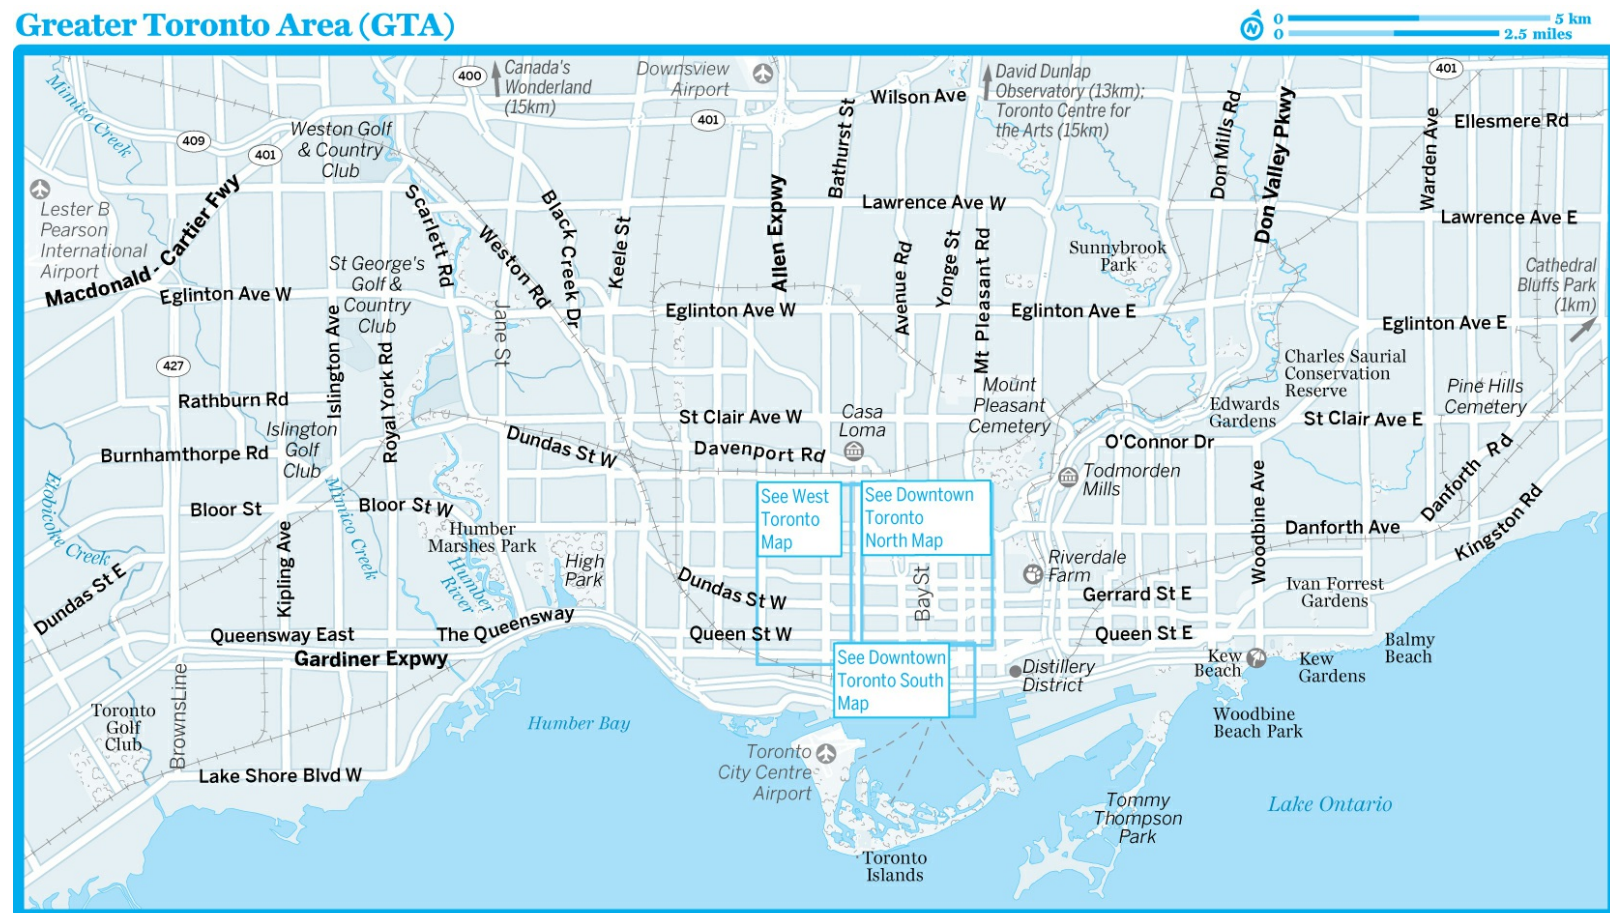 Greater Toronto Area (GTA)
N
0 5 km
0 2.5 miles
Mimico Creek
400
Canada's
Wonderland
(15km)
Downsview
Airport
David Dunlap
Observatory (13km);
Toronto Centre for
the Arts (15km)
Wilson Ave
401
401
Bathurst St
Don Mills Rd
Don Valley Pkwy
Warden Ave
Ellesmere Rd
409
401
Weston Golf
& Country
Club
Lester B
Pearson
International
Airport
Macdonald - Cartier Fwy
Scarlett Rd
Weston Rd
Black Creek Dr
Keele St
Allen Expwy
Lawrence Ave W
Lawrence Ave E
Avenue Rd
Yonge St
Mt Pleasant Rd
Sunnybrook
Park
Cathedral
Bluffs Park
(1km)
St George's
Golf &
Country
Club
Eglinton Ave W
Eglinton Ave W
Eglinton Ave E
Eglinton Ave E
Jane St
Islington Ave
Royal York Rd
427
Charles Saurial
Conservation
Reserve
Rathburn Rd
Mount
Pleasant
Cemetery
Pine Hills
Cemetery
St Clair Ave W
Casa
Loma
Edwards
Gardens
St Clair Ave E
Islington
Golf
Club
Burnhamthorpe Rd
Dundas St W
Davenport Rd
O'Connor Dr
Danforth Rd
Todmorden
Mills
Etobicoke Creek
Mimico Creek
Bloor St
Bloor St W
See West
Toronto
Map
See Downtown
Toronto
North Map
Woodbine Ave
Danforth Ave
Kingston Rd
Humber
Marshes Park
Humber
River
High
Park
Kipling Ave
Dundas St E
Dundas St W
Bay St
Riverdale
Farm
Gerrard St E
Ivan Forrest
Gardens
Queensway East
The Queensway
Queen St W
Queen St E
Gardiner Expwy
See Downtown
Toronto South
Map
Distillery
District
Kew
Beach
Kew
Gardens
Balmy
Beach
BrownsLine
Toronto
Golf
Club
Humber Bay
Woodbine
Beach Park
Toronto
City Centre
Airport
Lake Shore Blvd W
Tommy
Thompson
Park
Lake Ontario
Toronto
Islands